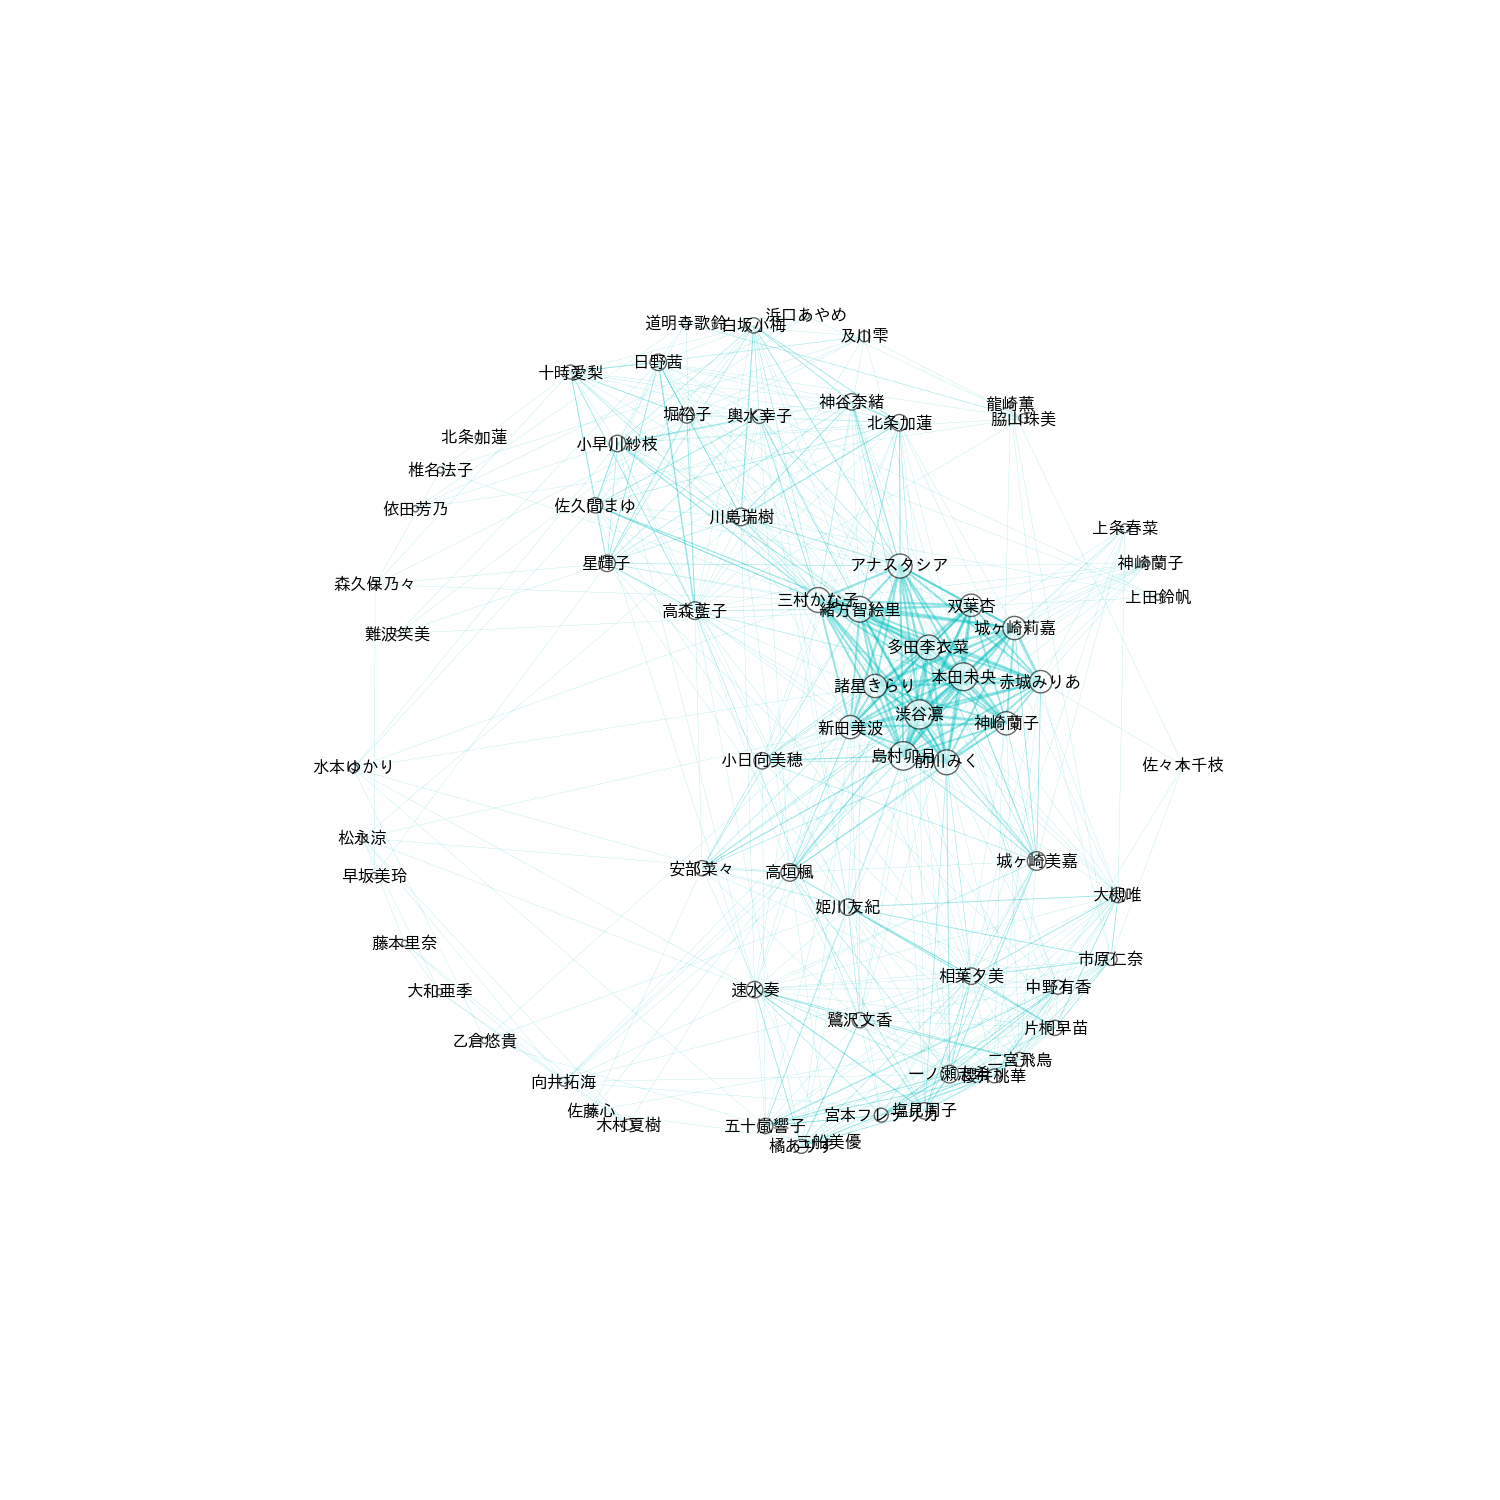 浜口あやめ
道明寺歌鈴
白坂小梅
及川雫
日野茜
十時愛梨
神谷奈緒
龍崎薫
堀裕子
輿水幸子
北条加蓮
脇山珠美
北条加蓮
小早川紗枝
椎名法子
佐久間まゆ
依田芳乃
川島瑞樹
上条春菜
星輝子
アナスタシア
神崎蘭子
森久保乃々
三村かな子
双葉杏
上田鈴帆
高森藍子
緒方智絵里
城ヶ崎莉嘉
難波笑美
多田李衣菜
本田未央
赤城みりあ
諸星きらり
渋谷凛
神崎蘭子
新田美波
島村卯月
前川みく
小日向美穂
水本ゆかり
佐々木千枝
松永涼
城ヶ崎美嘉
早坂美玲
安部菜々
高垣楓
大槻唯
姫川友紀
藤本里奈
市原仁奈
相葉夕美
大和亜季
速水奏
中野有香
鷺沢文香
片桐早苗
乙倉悠貴
二宮飛鳥
一ノ瀬志希
櫻井桃華
向井拓海
佐藤心
塩見周子
宮本フレデリカ
木村夏樹
五十嵐響子
三船美優
橘ありす